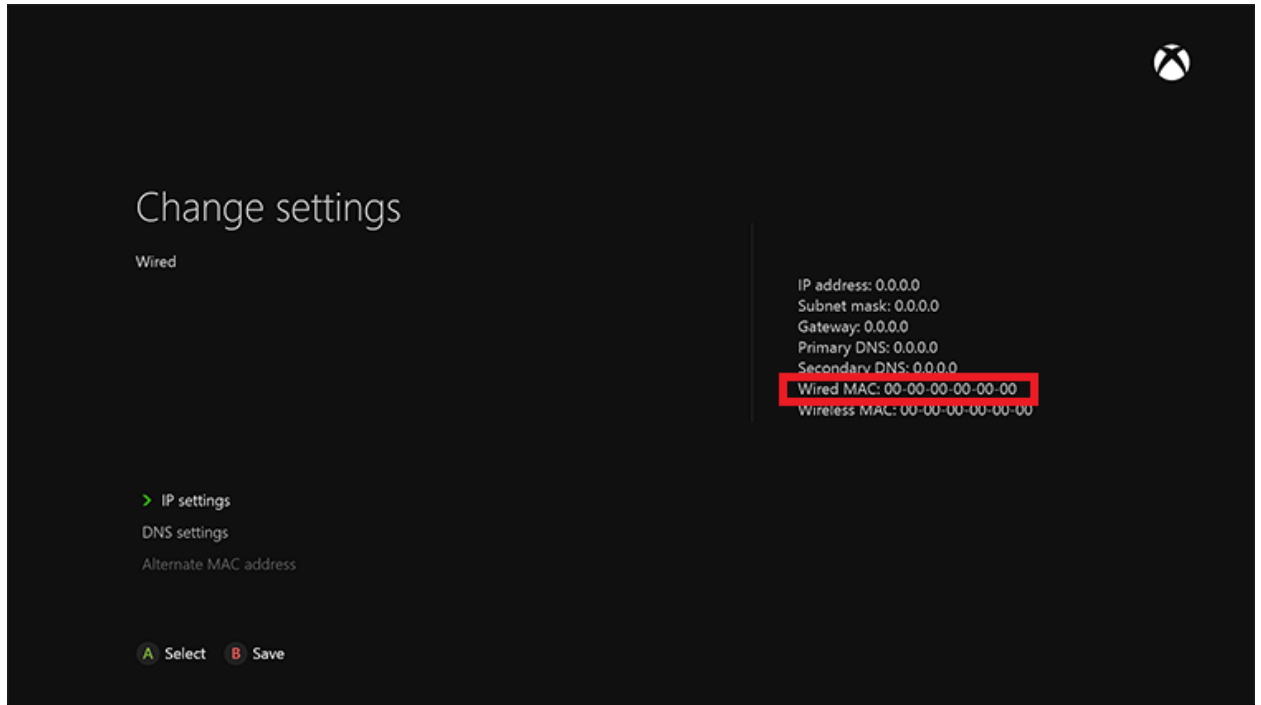 Change settings
Wired
IP address: 0.0.0.0
Subnet mask: 0.0.0.0
Gateway: 0.0.0.0
Primary DNS: 0.0.0.0
Secondary DNS: 0.0.0.0
Wired MAC: 00-00-00-00-00-00
Wireless MAC: 00-00-00-00-00-00
IP settings
DNS settings
Alternate MAC address
A Select B Save